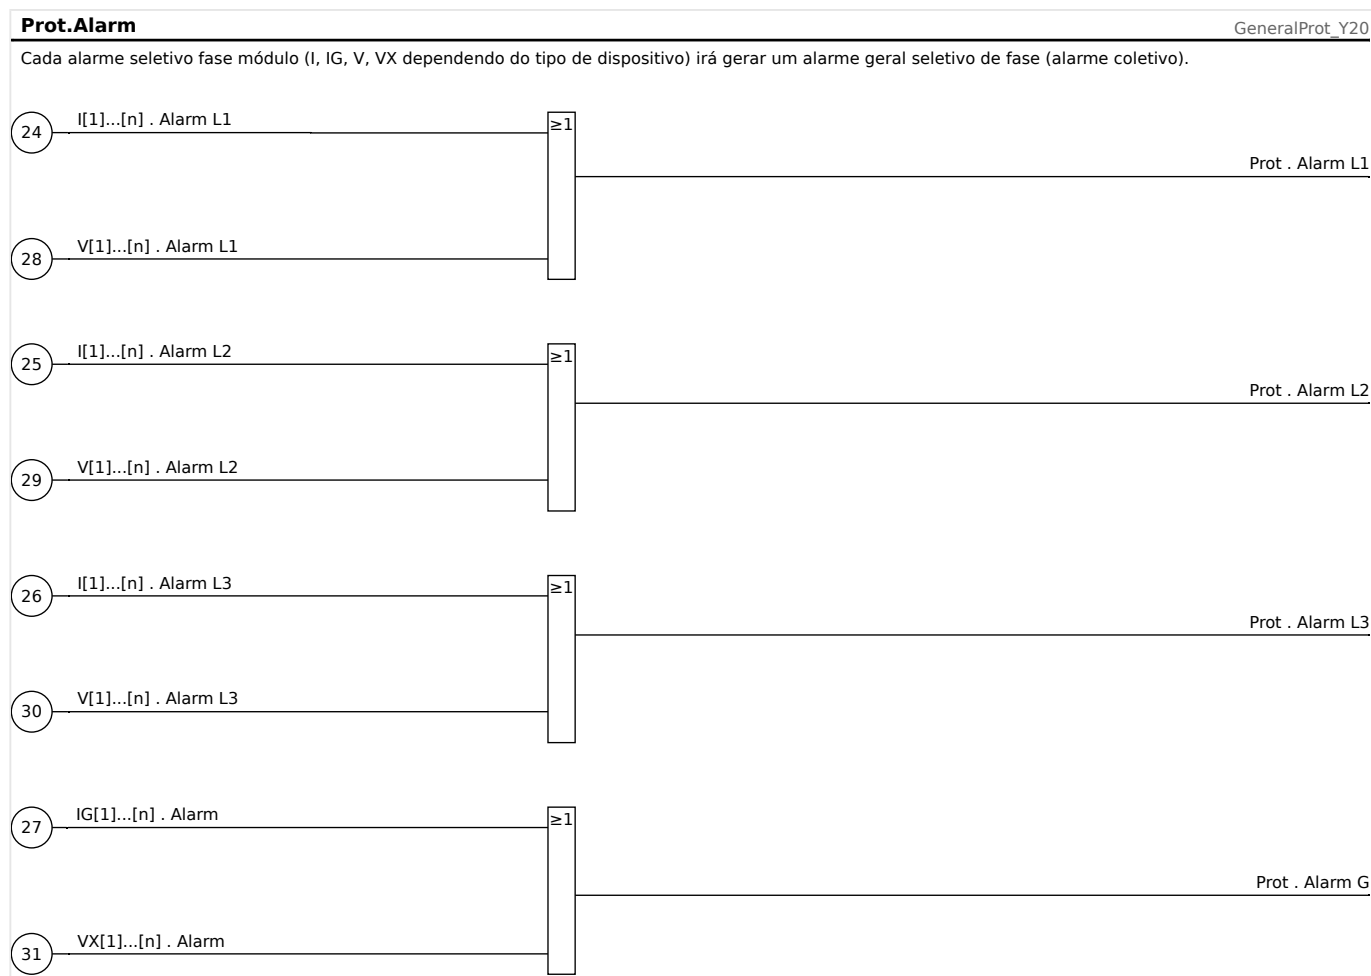 Prot.Alarm
GeneralProt_Y20
Cada alarme seletivo fase módulo (I, IG, V, VX dependendo do tipo de dispositivo) irá gerar um alarme geral seletivo de fase (alarme coletivo).
24
I[1]...[n] . Alarm L1
≥1
Prot . Alarm L1
28
V[1]...[n] . Alarm L1
25
I[1]...[n] . Alarm L2
≥1
Prot . Alarm L2
29
V[1]...[n] . Alarm L2
26
I[1]...[n] . Alarm L3
≥1
Prot . Alarm L3
30
V[1]...[n] . Alarm L3
27
IG[1]...[n] . Alarm
≥1
Prot . Alarm G
31
VX[1]...[n] . Alarm